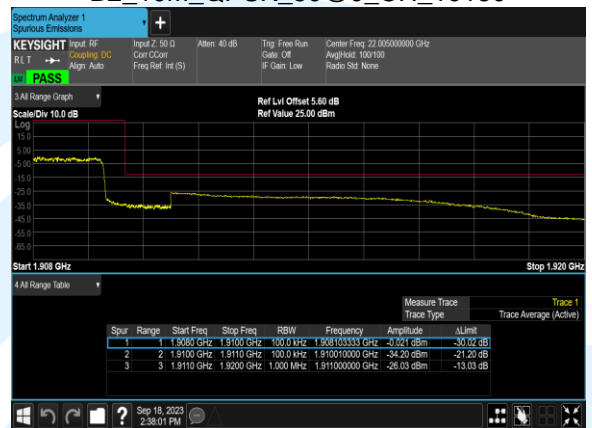 Spectrum Analyzer 1
Spurious Emissions
+
KEYSIGHT Input: RF Input Z: 50 Ω Atten: 40 dB Trig: Free Run Center Freq: 22.005000000 GHz
R L T Coupling: DC Corr CCorr Gate: Off Avg|Hold: 100/100
Align: Auto Freq Ref: Int (S) IF Gain: Low Radio Std: None
PASS
3 All Range Graph
Ref Lvl Offset 5.60 dB
Scale/Div 10.0 dB Ref Value 25.00 dBm
Log
15.0
5.00
-5.00
-15.0
-25.0
-35.0
-45.0
-55.0
-65.0
Start 1.908 GHz Stop 1.920 GHz
4 All Range Table
Measure Trace Trace 1
Trace Type Trace Average (Active)
Spur Range Start Freq Stop Freq RBW Frequency Amplitude ΔLimit
1 1 1.9080 GHz 1.9100 GHz 100.0 kHz 1.908103333 GHz -0.021 dBm -30.02 dB
2 2 1.9100 GHz 1.9110 GHz 100.0 kHz 1.910010000 GHz -34.20 dBm -21.20 dB
3 3 1.9110 GHz 1.9200 GHz 1.000 MHz 1.911000000 GHz -26.03 dBm -13.03 dB
? Sep 18, 2023
2:38:01 PM